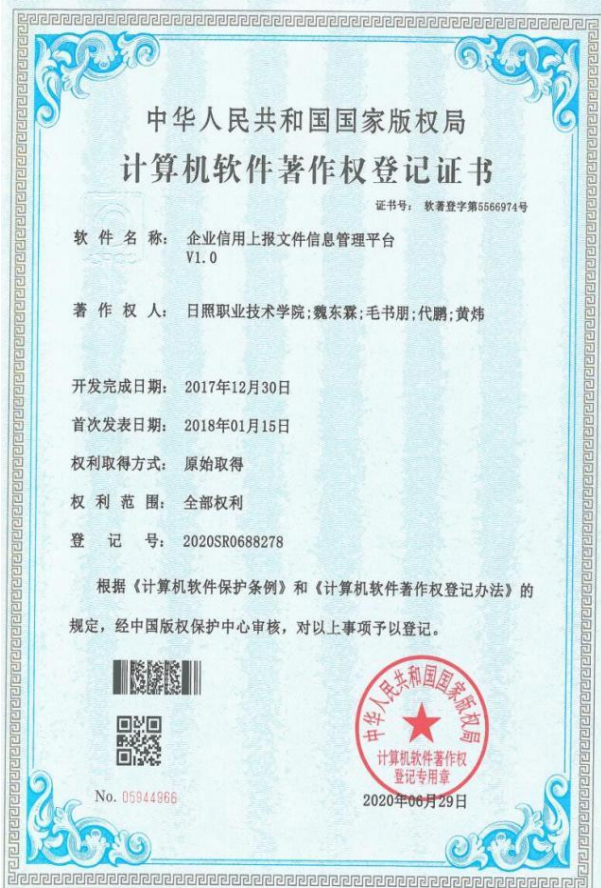 中华人民共和国国家版权局
计算机软件著作权登记证书
证书号： 软著登字第5566974号
软件名称： 企业信用上报文件信息管理平台
V1.0
著作权人： 日照职业技术学院;魏东霖;毛书朋;代鹏;黄炜
开发完成日期： 2017年12月30日
首次发表日期： 2018年01月15日
权利取得方式： 原始取得
权利范围： 全部权利
登记号： 2020SR0688278
根据《计算机软件保护条例》和《计算机软件著作权登记办法》的
规定，经中国版权保护中心审核，对以上事项予以登记。
中华人民共和国国家版权局
计算机软件著作权
登记专用章
No. 05944966
2020年06月29日